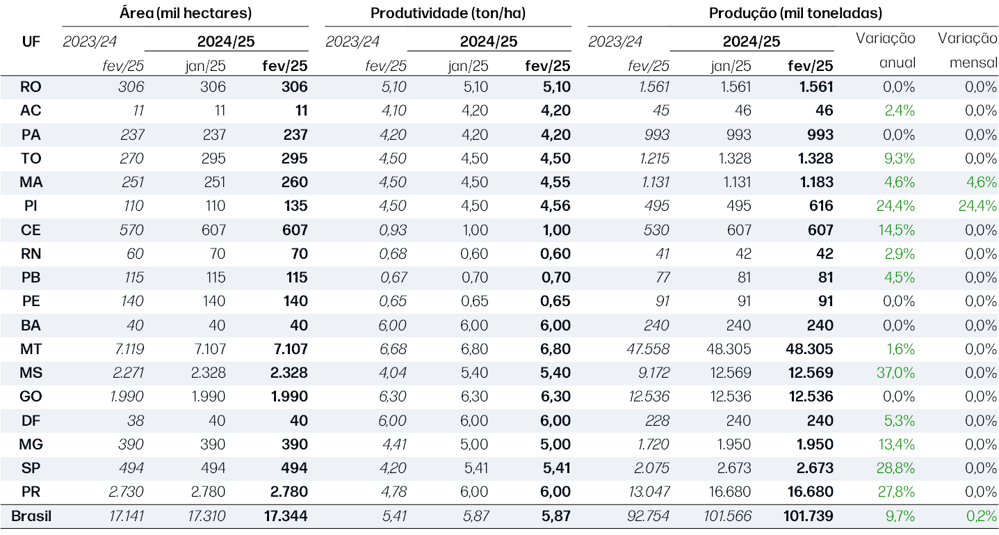 Área (mil hectares) Produtividade (ton/ha) Produção (mil toneladas)
UF 2023/24 2024/25 2023/24 2024/25 2023/24 2024/25 Variação Variação
fev/25 jan/25 fev/25 fev/25 jan/25 fev/25 fev/25 jan/25 fev/25 anual mensal
RO 306 306 306 5,10 5,10 5,10 1.561 1.561 1.561 0,0% 0,0%
AC 11 11 11 4,10 4,20 4,20 45 46 46 2,4% 0,0%
PA 237 237 237 4,20 4,20 4,20 993 993 993 0,0% 0,0%
TO 270 295 295 4,50 4,50 4,50 1.215 1.328 1.328 9,3% 0,0%
MA 251 251 260 4,50 4,50 4,55 1.131 1.131 1.183 4,6% 4,6%
PI 110 110 135 4,50 4,50 4,56 495 495 616 24,4% 24,4%
CE 570 607 607 0,93 1,00 1,00 530 607 607 14,5% 0,0%
RN 60 70 70 0,68 0,60 0,60 41 42 42 2,9% 0,0%
PB 115 115 115 0,67 0,70 0,70 77 81 81 4,5% 0,0%
PE 140 140 140 0,65 0,65 0,65 91 91 91 0,0% 0,0%
BA 40 40 40 6,00 6,00 6,00 240 240 240 0,0% 0,0%
MT 7.119 7.107 7.107 6,68 6,80 6,80 47.558 48.305 48.305 1,6% 0,0%
MS 2.271 2.328 2.328 4,04 5,40 5,40 9.172 12.569 12.569 37,0% 0,0%
GO 1.990 1.990 1.990 6,30 6,30 6,30 12.536 12.536 12.536 0,0% 0,0%
DF 38 40 40 6,00 6,00 6,00 228 240 240 5,3% 0,0%
MG 390 390 390 4,41 5,00 5,00 1.720 1.950 1.950 13,4% 0,0%
SP 494 494 494 4,20 5,41 5,41 2.075 2.673 2.673 28,8% 0,0%
PR 2.730 2.780 2.780 4,78 6,00 6,00 13.047 16.680 16.680 27,8% 0,0%
Brasil 17.141 17.310 17.344 5,41 5,87 5,87 92.754 101.566 101.739 9,7% 0,2%